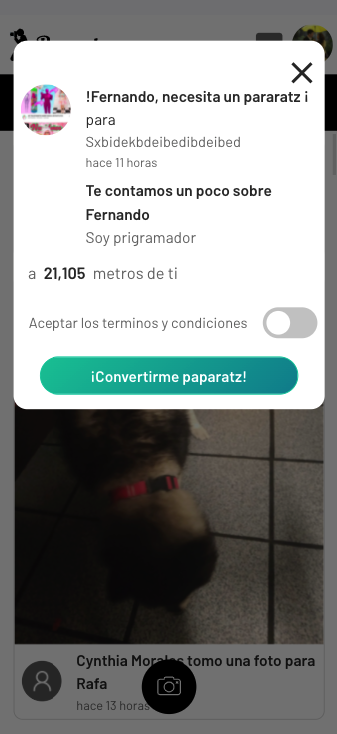 !Fernando, necesita un pararatz i
para
Sxbidekbdeibedibdeibed
hace 11 horas
Te contamos un poco sobre
Fernando
Soy prigramador
a 21,105 metros de ti
Aceptar los terminos y condiciones
¡Convertirme paparatz!
Cynthia Morales tomo una foto para
Rafa
hace 13 horas